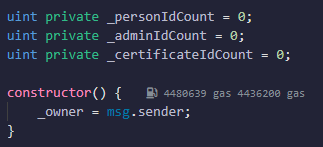 uint private _personIdCount = 0;
uint private _adminIdCount = 0;
uint private _certificateIdCount = 0;
constructor() { 4480639 gas 4436200 gas
_owner = msg.sender;
}